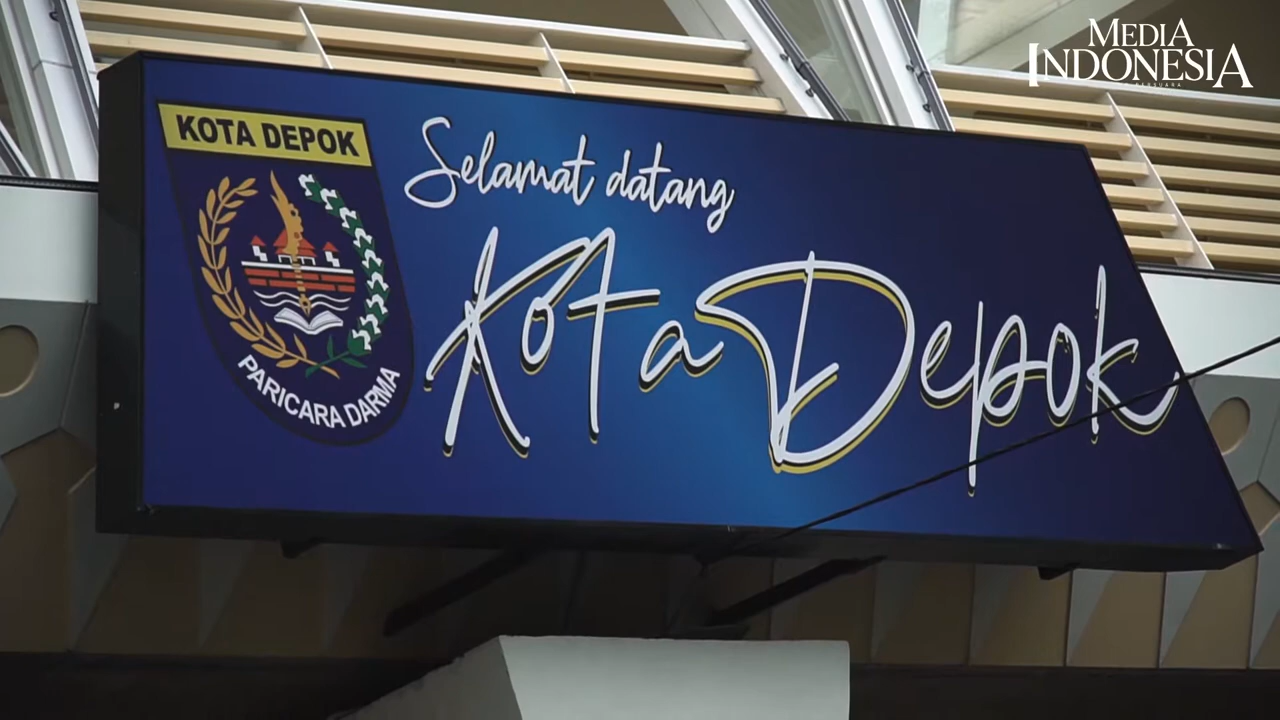 MEDIA
INDONESIA
KOTA DEPOK
PARICARA DARMA
Selamat datang
Kota Depok